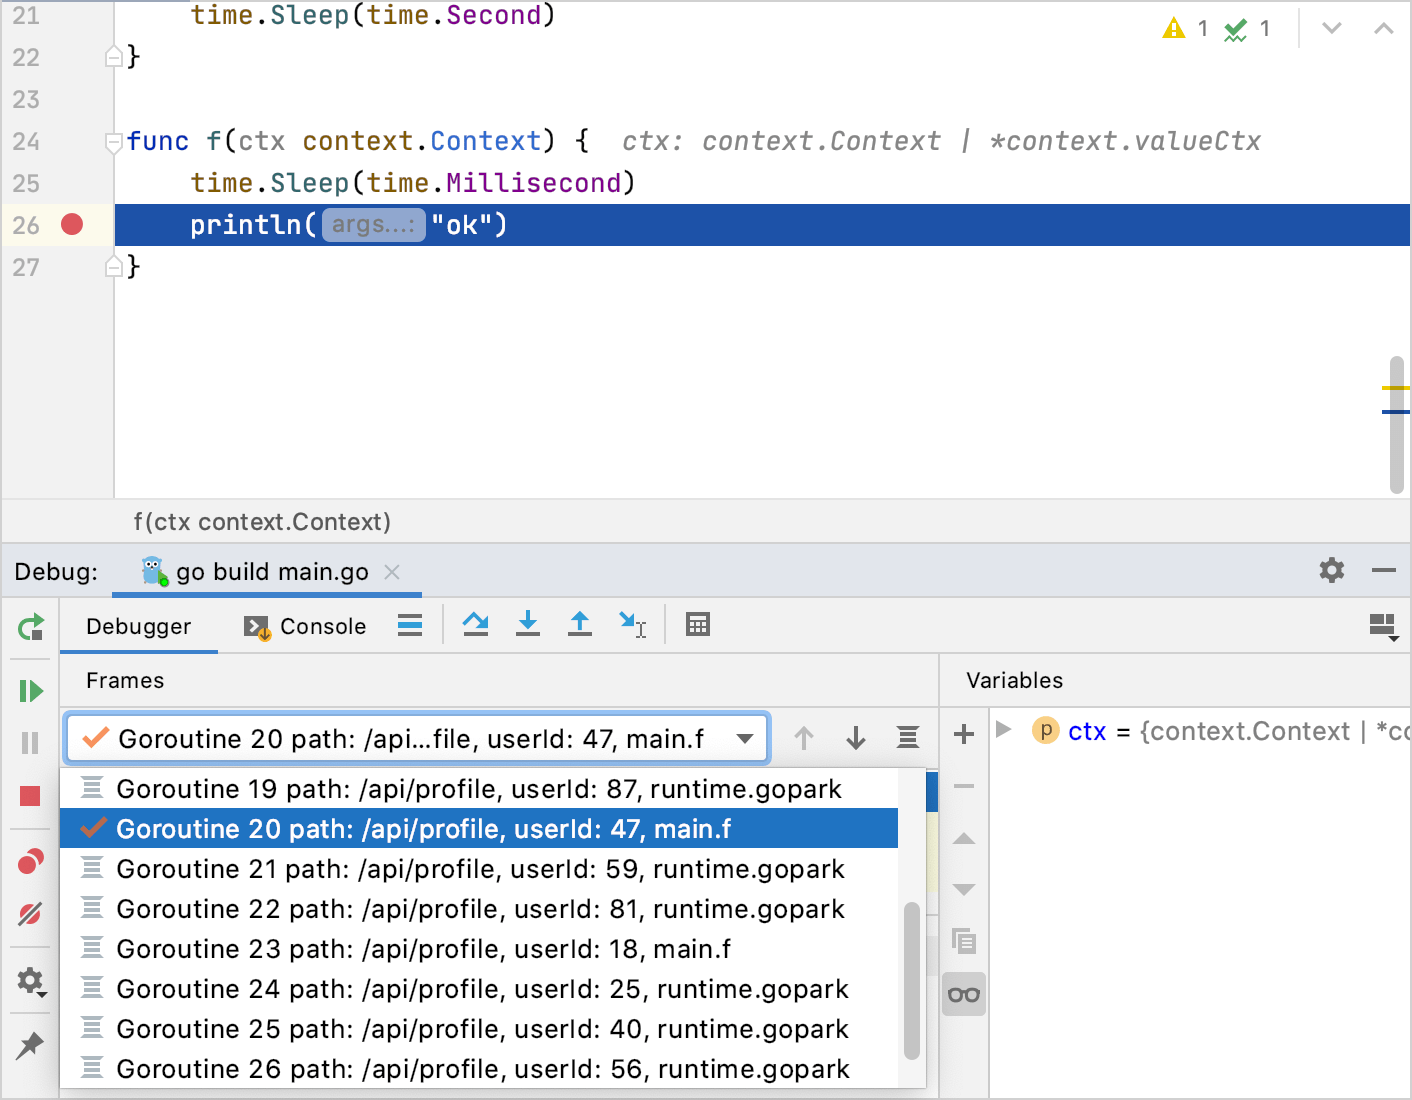 21 time.Sleep(time.Second)
1 1
22 }
23
24 func f(ctx context.Context) { ctx: context.Context | *context.valueCtx
25 time.Sleep(time.Millisecond)
26 println( args...: "ok")
27 }
f(ctx context.Context)
Debug: go build main.go
Debugger Console
Frames
Variables
Goroutine 20 path: /api...file, userId: 47, main.f
p ctx = {context.Context | *co
Goroutine 19 path: /api/profile, userId: 87, runtime.gopark
Goroutine 20 path: /api/profile, userId: 47, main.f
Goroutine 21 path: /api/profile, userId: 59, runtime.gopark
Goroutine 22 path: /api/profile, userId: 81, runtime.gopark
Goroutine 23 path: /api/profile, userId: 18, main.f
Goroutine 24 path: /api/profile, userId: 25, runtime.gopark
Goroutine 25 path: /api/profile, userId: 40, runtime.gopark
Goroutine 26 path: /api/profile, userId: 56, runtime.gopark